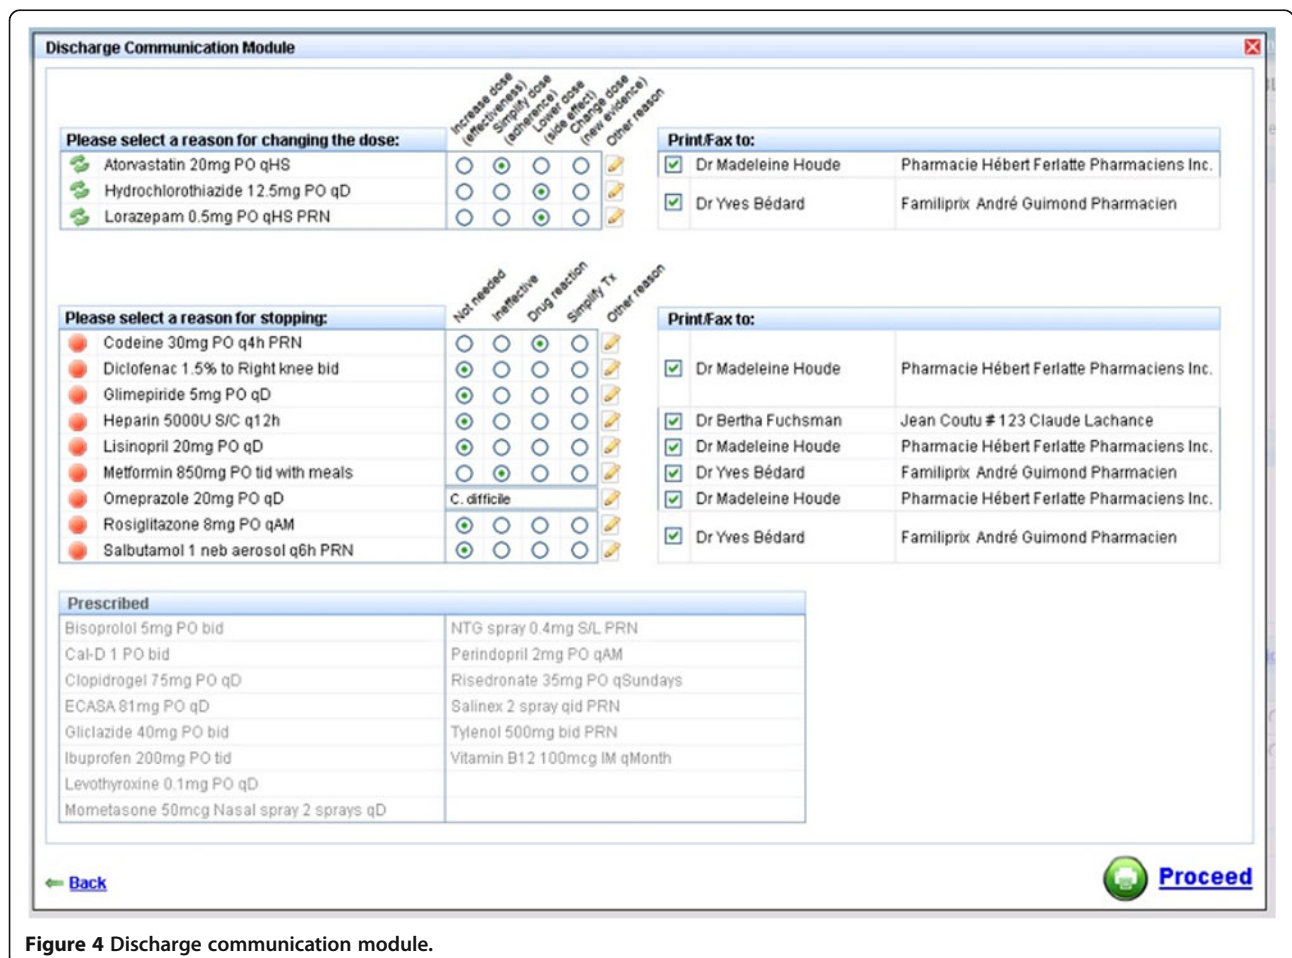 Discharge Communication Module
Increase dose
(effectiveness)
Simplify dose
(adherence)
Lower dose
(side effect)
Change dose
(new evidence)
Other reason
Please select a reason for changing the dose:
Print/Fax to:
Atorvastatin 20mg PO qHS
Dr Madeleine Houde Pharmacie Hébert Ferlatte Pharmaciens Inc.
Hydrochlorothiazide 12.5mg PO qD
Dr Yves Bédard Familiprix André Guimond Pharmacien
Lorazepam 0.5mg PO qHS PRN
Not needed
Ineffective
Drug reaction
Simplify Tx
Other reason
Please select a reason for stopping:
Print/Fax to:
Codeine 30mg PO q4h PRN
Diclofenac 1.5% to Right knee bid
Dr Madeleine Houde Pharmacie Hébert Ferlatte Pharmaciens Inc.
Glimepiride 5mg PO qD
Heparin 5000U S/C q12h
Dr Bertha Fuchsman Jean Coutu # 123 Claude Lachance
Lisinopril 20mg PO qD
Dr Madeleine Houde Pharmacie Hébert Ferlatte Pharmaciens Inc.
Metformin 850mg PO tid with meals
Dr Yves Bédard Familiprix André Guimond Pharmacien
Omeprazole 20mg PO qD
C. difficile
Dr Madeleine Houde Pharmacie Hébert Ferlatte Pharmaciens Inc.
Rosiglitazone 8mg PO qAM
Dr Yves Bédard Familiprix André Guimond Pharmacien
Salbutamol 1 neb aerosol q6h PRN
Prescribed
Bisoprolol 5mg PO bid NTG spray 0.4mg S/L PRN
Cal-D 1 PO bid Perindopril 2mg PO qAM
Clopidrogel 75mg PO qD Risedronate 35mg PO qSundays
ECASA 81mg PO qD Salinex 2 spray qid PRN
Gliclazide 40mg PO bid Tylenol 500mg bid PRN
Ibuprofen 200mg PO tid Vitamin B12 100mcg IM qMonth
Levothyroxine 0.1mg PO qD
Mometasone 50mcg Nasal spray 2 sprays qD
Back
Proceed
Figure 4 Discharge communication module.